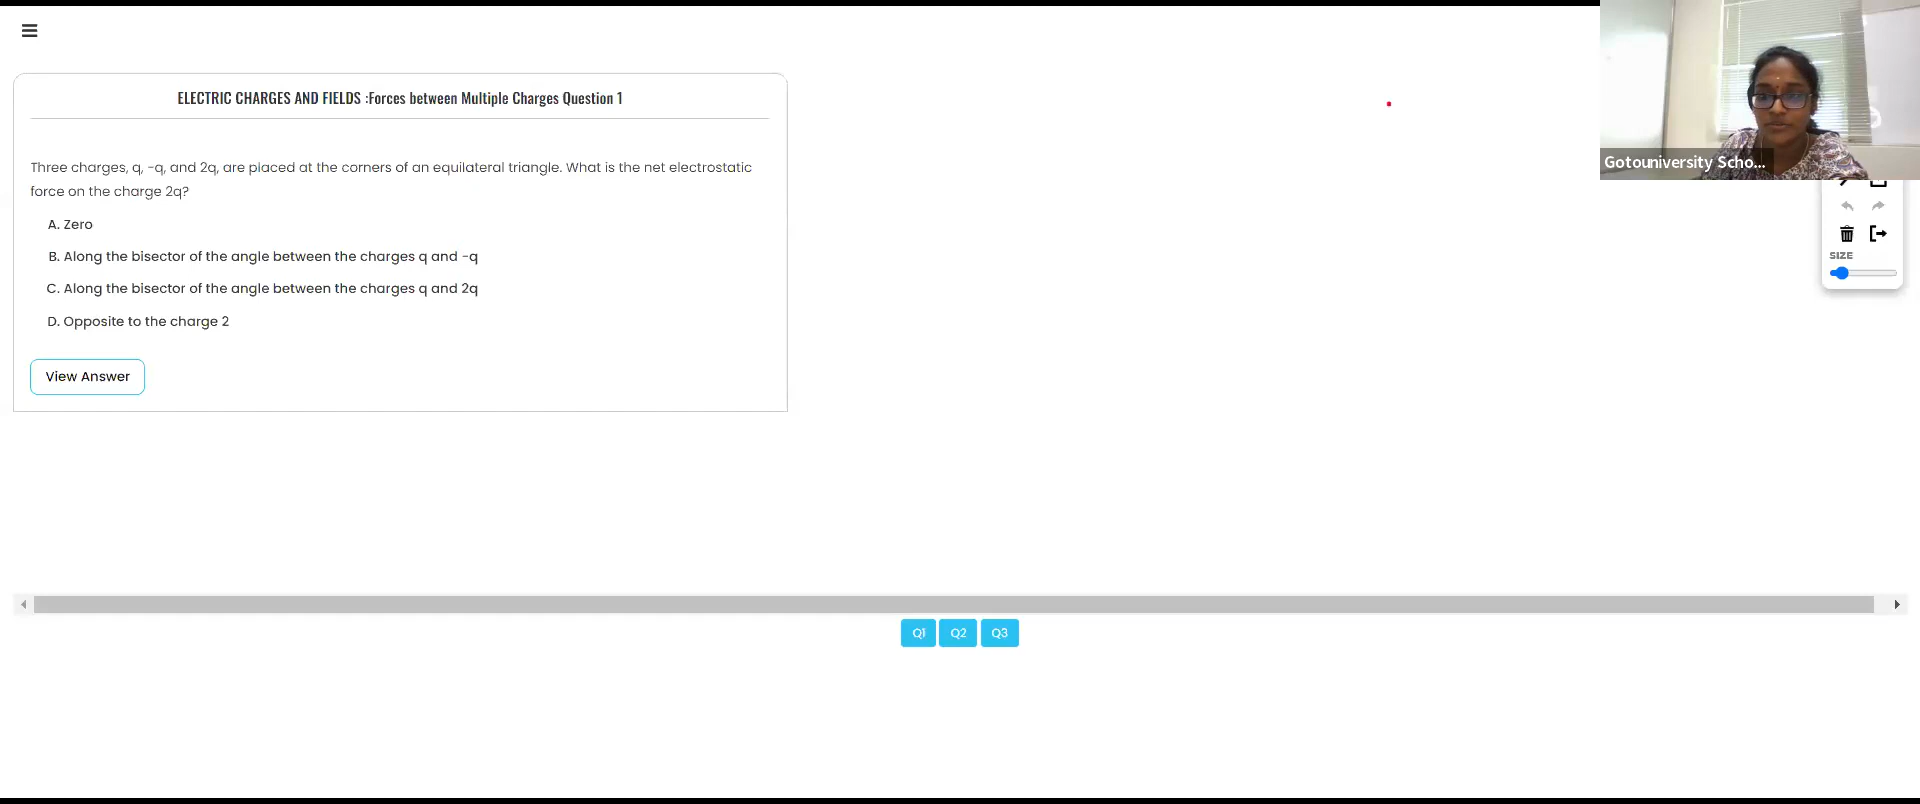 ELECTRIC CHARGES AND FIELDS :Forces between Multiple Charges Question 1
Three charges, q, -q, and 2q, are placed at the corners of an equilateral triangle. What is the net electrostatic
force on the charge 2q?
A. Zero
B. Along the bisector of the angle between the charges q and -q
C. Along the bisector of the angle between the charges q and 2q
D. Opposite to the charge 2
View Answer
Gotouniversity Scho...
SIZE
Q1 Q2 Q3